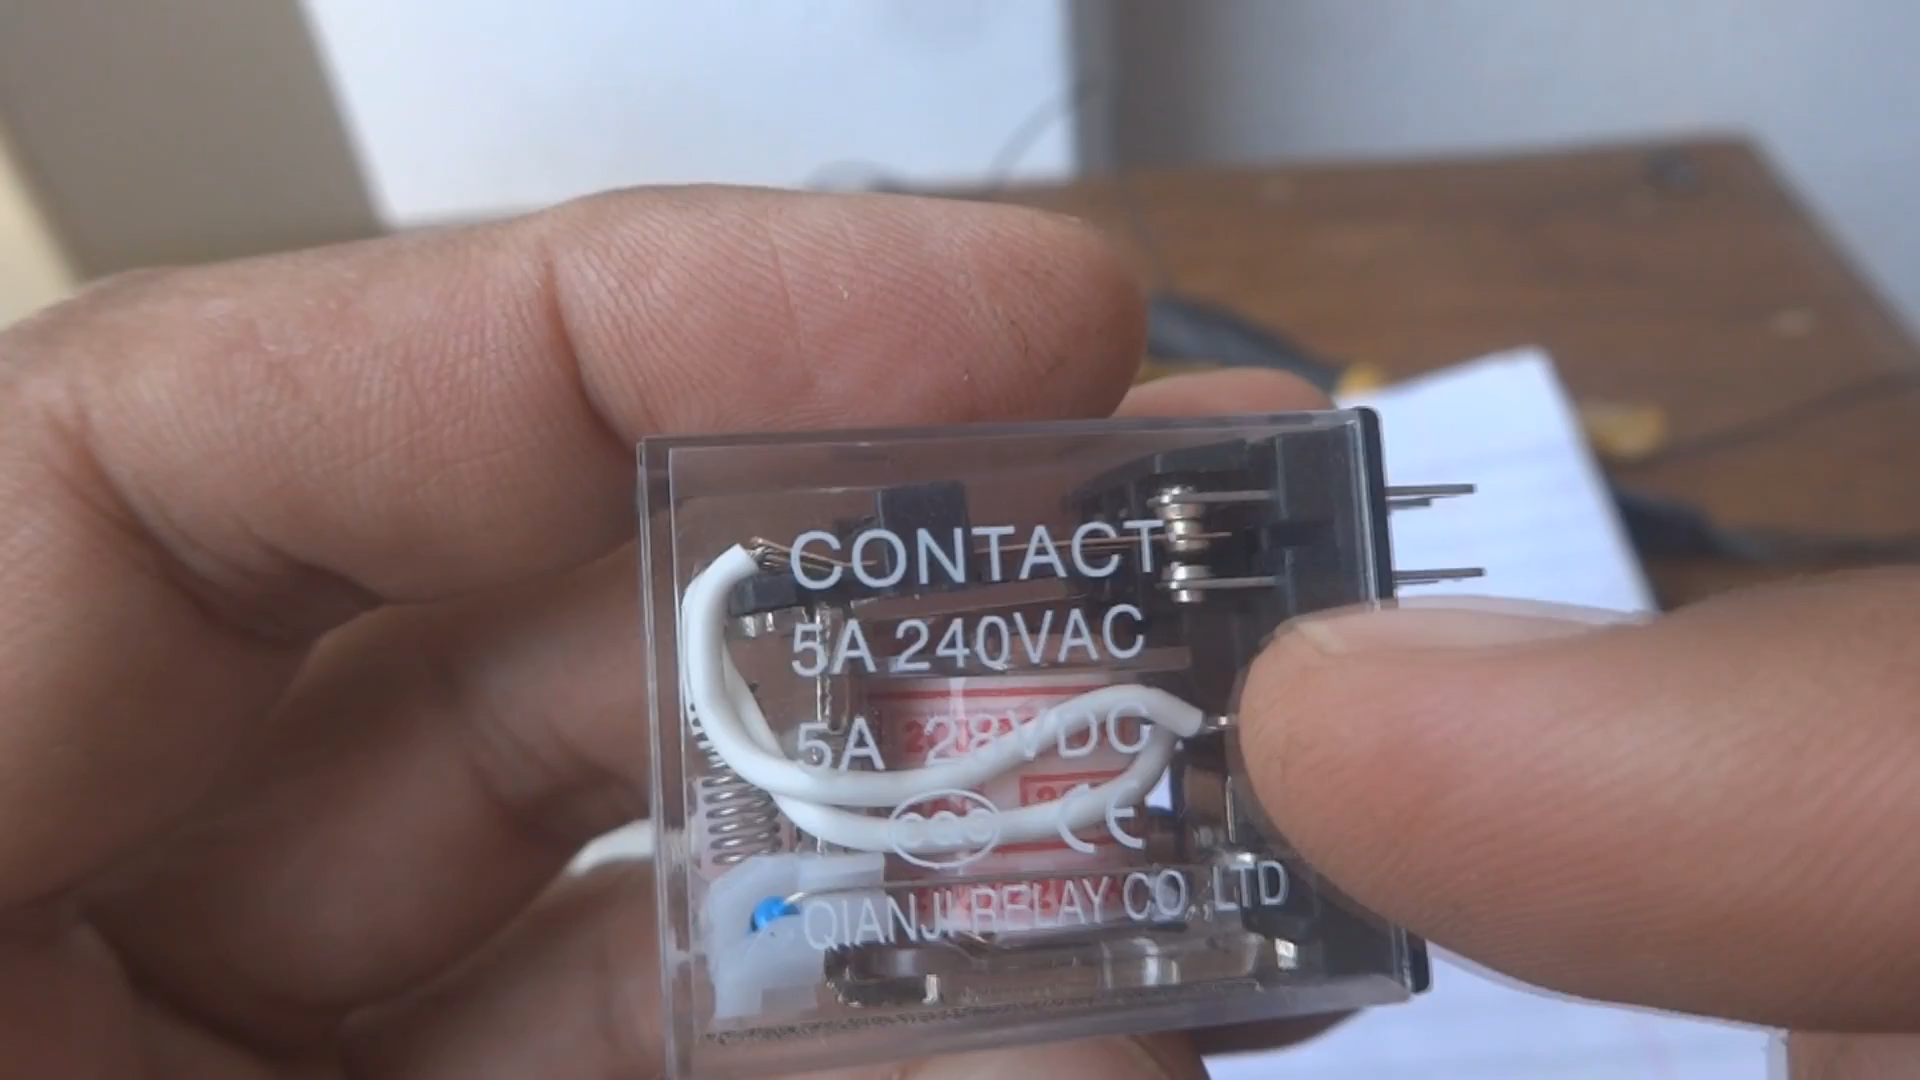 CONTACT
5A 240VAC
5A 28VDC
CE
QIANJI RELAY CO.,LTD